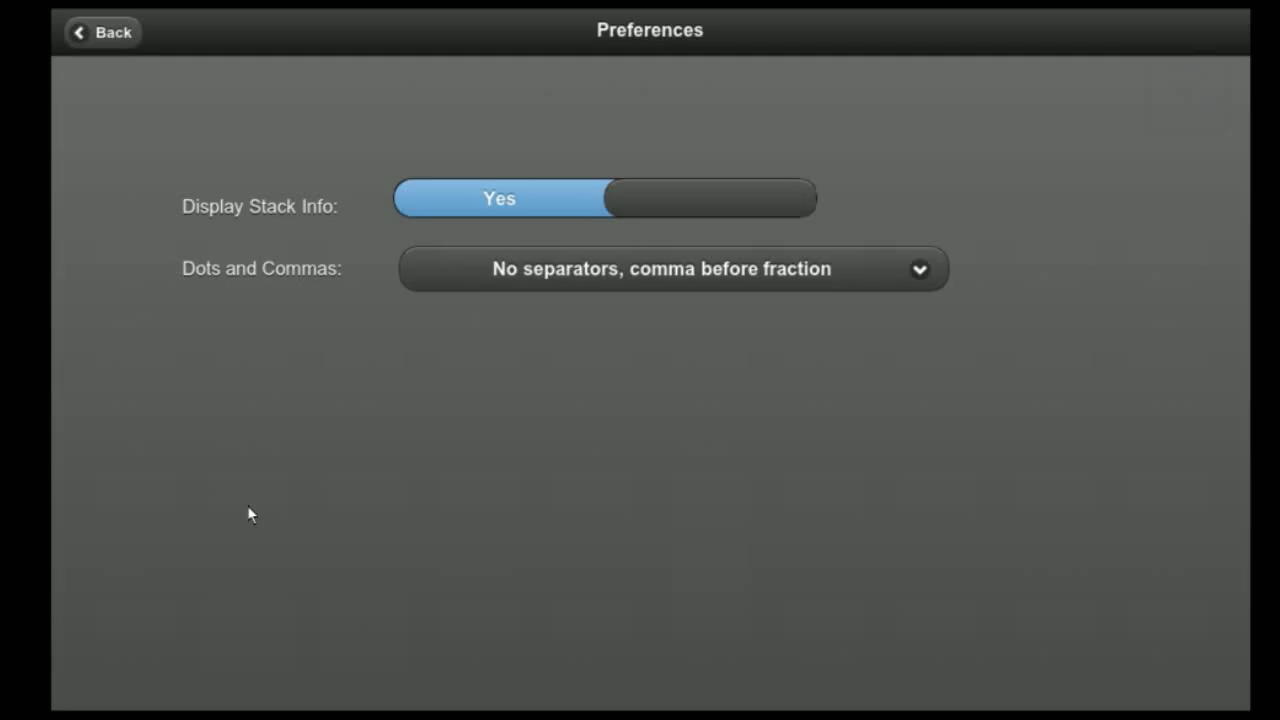 Back
Preferences
Display Stack Info:
Yes
Dots and Commas:
No separators, comma before fraction